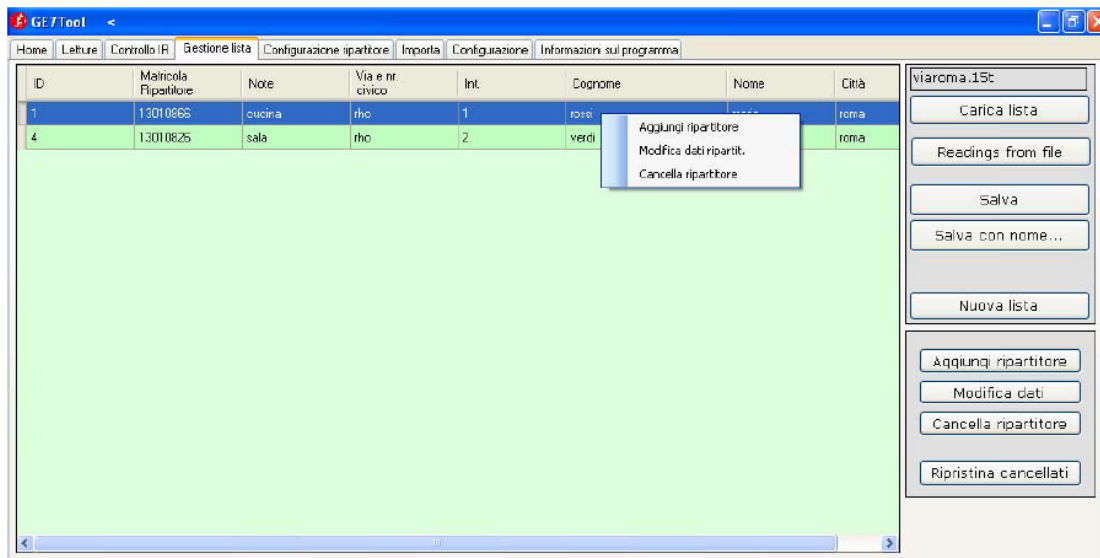 GE7Tool <
Home Letture Controllo IR Gestione lista Configurazione ripartitore Importa Configurazione Informazioni sul programma
ID Matricola Ripartitore Note Via e nr. civico Int. Cognome Nome Città
1 13010866 cucina rho 1 rossi roma
4 13010826 sala rho 2 verdi roma
Aggiungi ripartitore
Modifica dati ripartit.
Cancella ripartitore
viaroma.15t
Carica lista
Readings from file
Salva
Salva con nome...
Nuova lista
Aggiungi ripartitore
Modifica dati
Cancella ripartitore
Ripristina cancellati